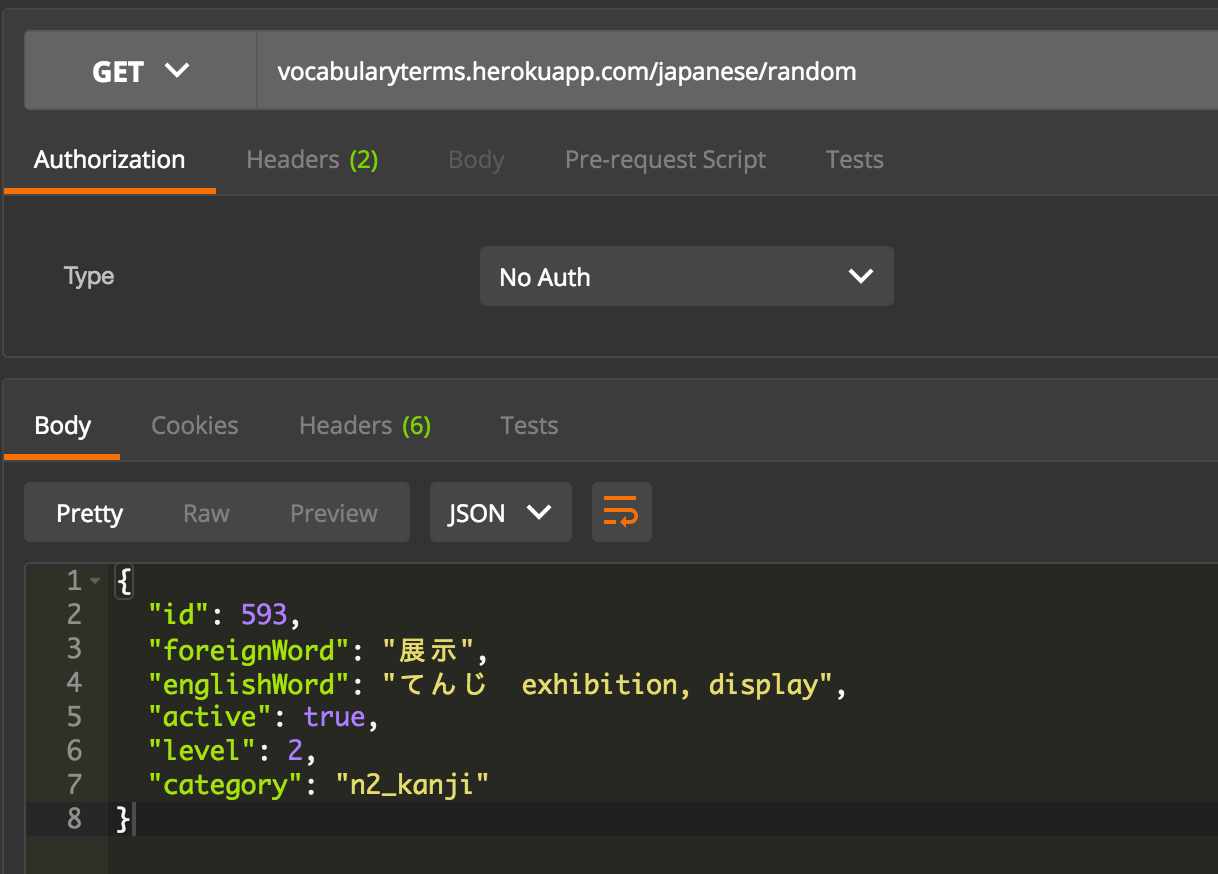 GET vocabularyterms.herokuapp.com/japanese/random
Authorization Headers (2) Body Pre-request Script Tests
Type No Auth
Body Cookies Headers (6) Tests
Pretty Raw Preview JSON
1 {
2 "id": 593,
3 "foreignWord": "展示",
4 "englishWord": "てんじ　exhibition, display",
5 "active": true,
6 "level": 2,
7 "category": "n2_kanji"
8 }